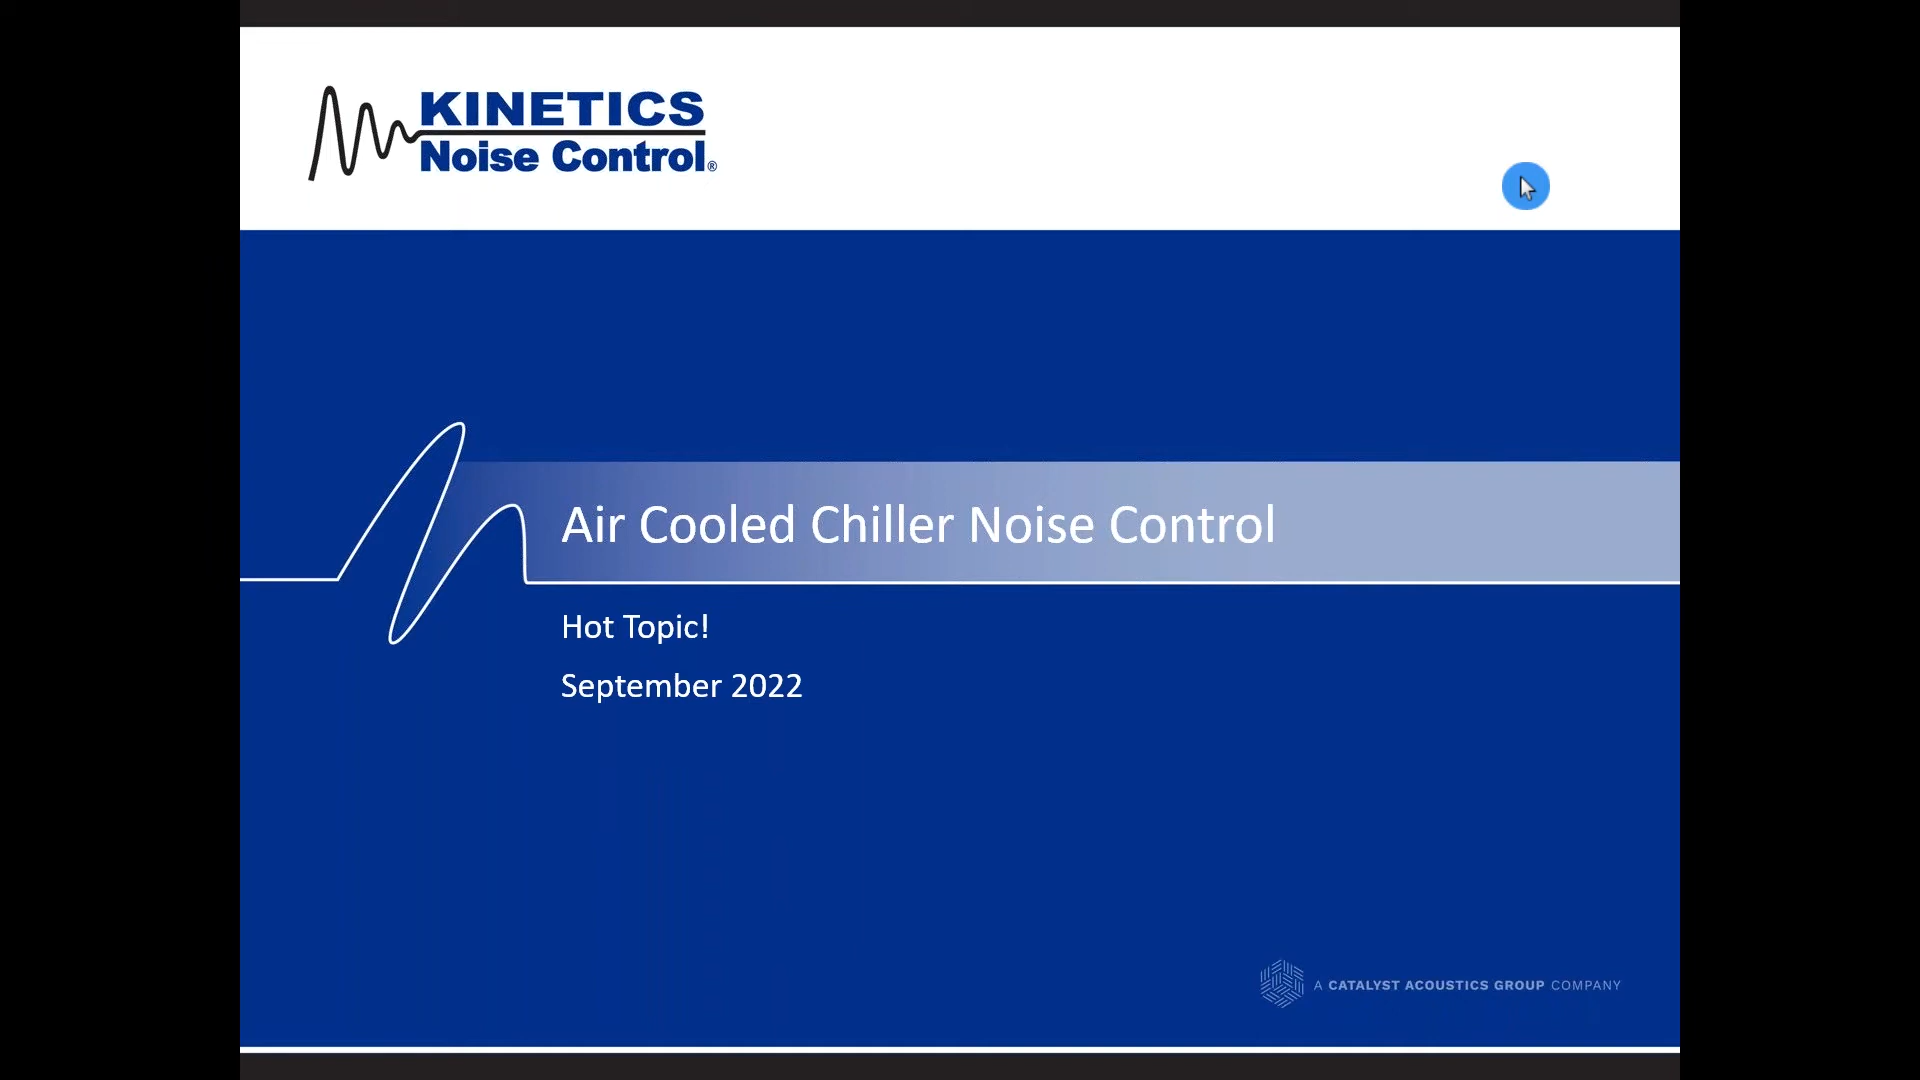 KINETICS
Noise Control®
Air Cooled Chiller Noise Control
Hot Topic!
September 2022
A CATALYST ACOUSTICS GROUP COMPANY